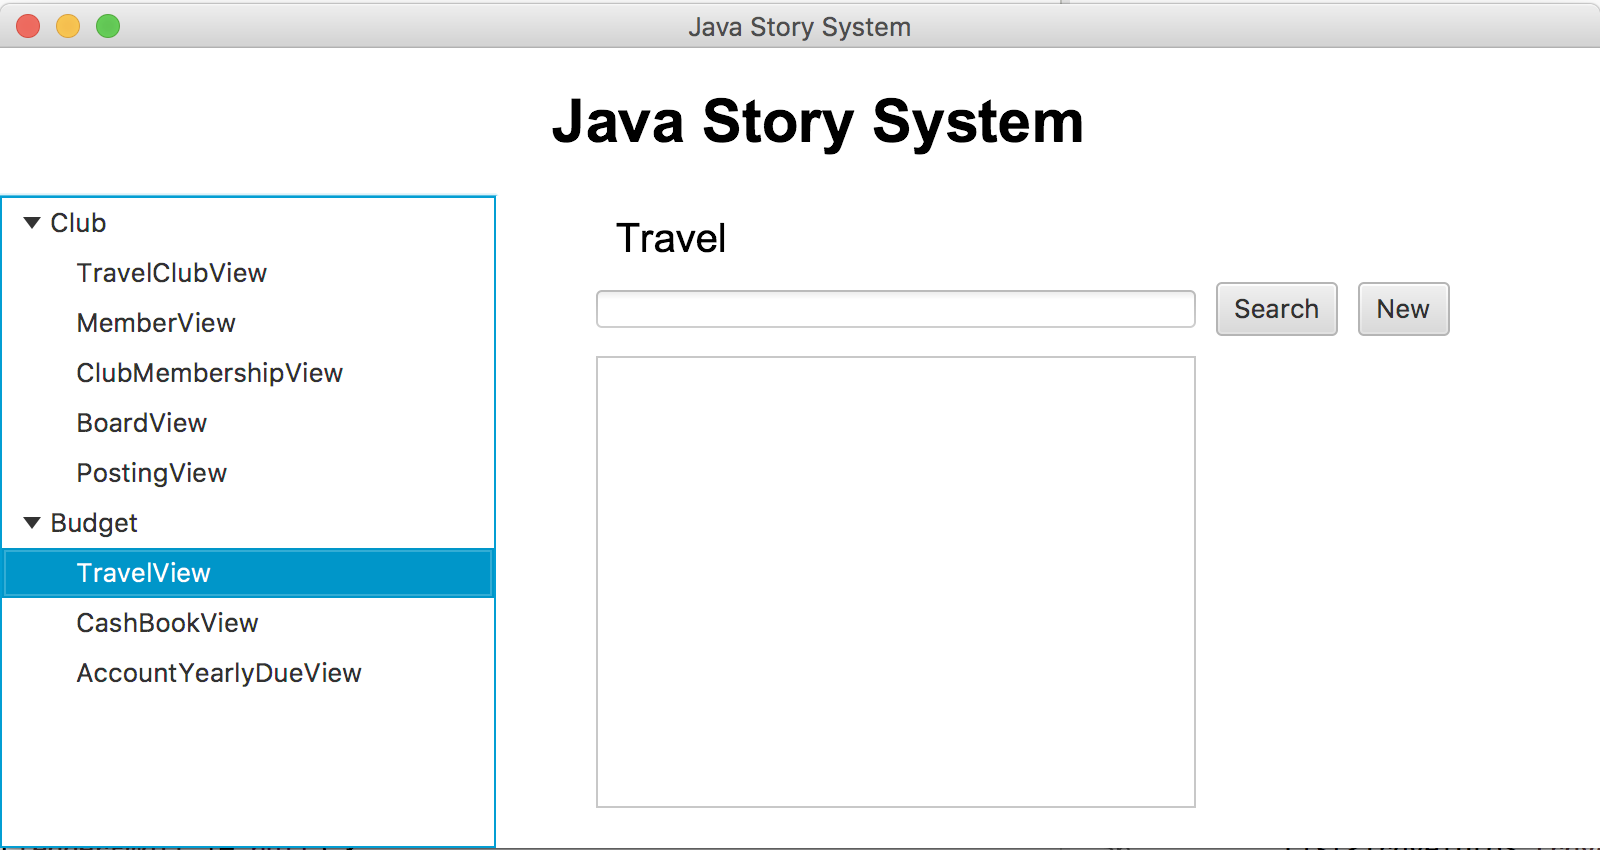 Java Story System
Java Story System
Club
TravelClubView
MemberView
ClubMembershipView
BoardView
PostingView
Budget
TravelView
CashBookView
AccountYearlyDueView
Travel
Search
New